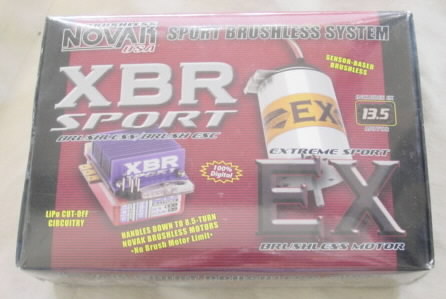 BRUSHLESS
NOVAK
USA
SPORT BRUSHLESS SYSTEM
XBR
SPORT
BRUSHLESS/BRUSH ESC
SENSOR-BASED
BRUSHLESS
EX
13.5
MOTOR
EXTREME SPORT
XBR
100%
Digital
EX
BRUSHLESS MOTOR
LiPo CUT-OFF
CIRCUITRY
HANDLES DOWN TO 8.5-TURN
NOVAK BRUSHLESS MOTORS
•No Brush Motor Limit•